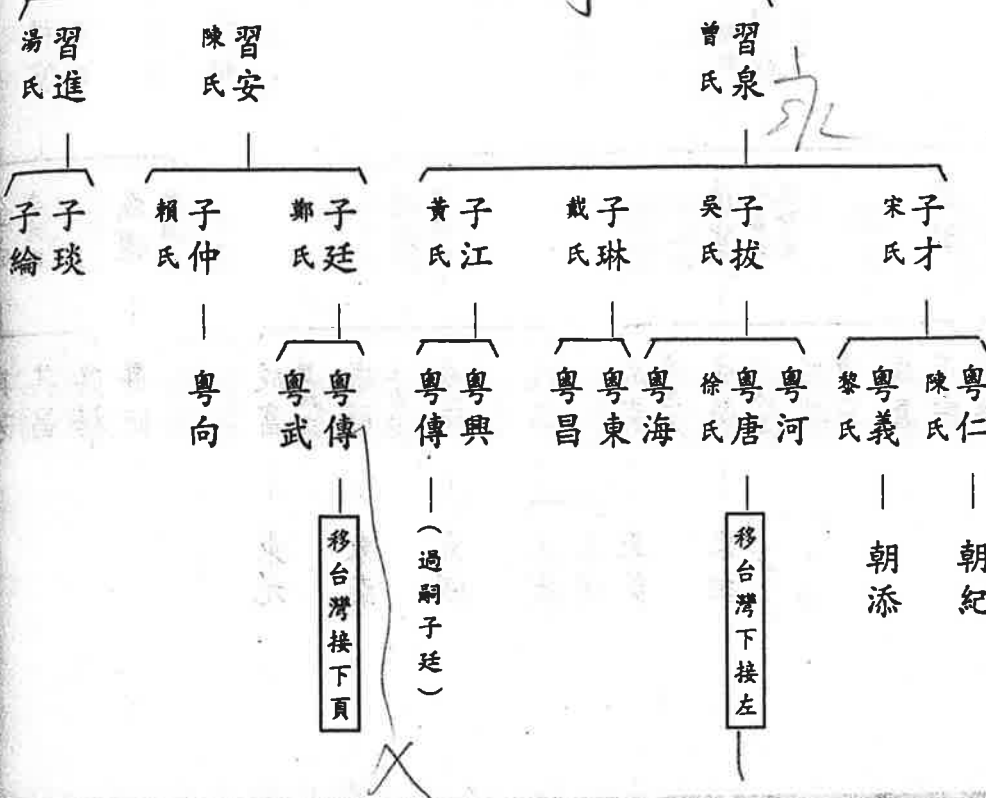 習泉
曾氏
習安
陳氏
習進
湯氏
子才
宋氏
子拔
吳氏
子琳
戴氏
子江
黃氏
子廷
鄭氏
子仲
賴氏
子琰
子綸
粵仁
陳氏
粵義
黎氏
粵河
粵唐
徐氏
粵海
粵東
粵昌
粵興
粵傳
粵傳
粵武
粵向
朝紀
朝添
移台灣下接左
(過嗣子廷)
移台灣接下頁